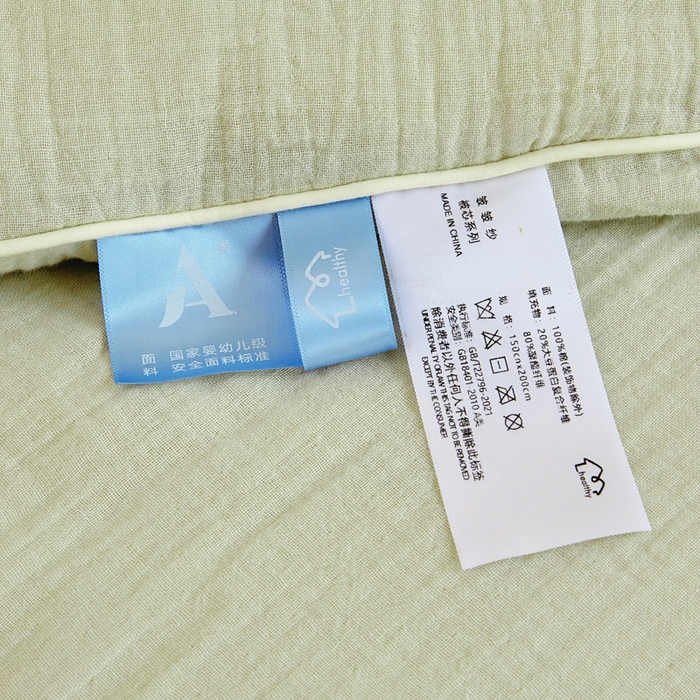 A+
面 国家婴幼儿级
料 安全面料标准
healthy
皱皱纱
被芯系列
MADE IN CHINA
面 料: 100%棉(装饰物除外)
填充物: 20%大豆蛋白复合纤维
80%聚酯纤维
规 格: 150cmx200cm
执行标准: GB/T22796-2021
安全类别: GB18401 2010 A类
除消费者以外任何人不得撕除此标签
UNDER PENALTY OF LAW THIS TAG NOT TO BE REMOVED
EXCEPT BY THE CONSUMER
healthy